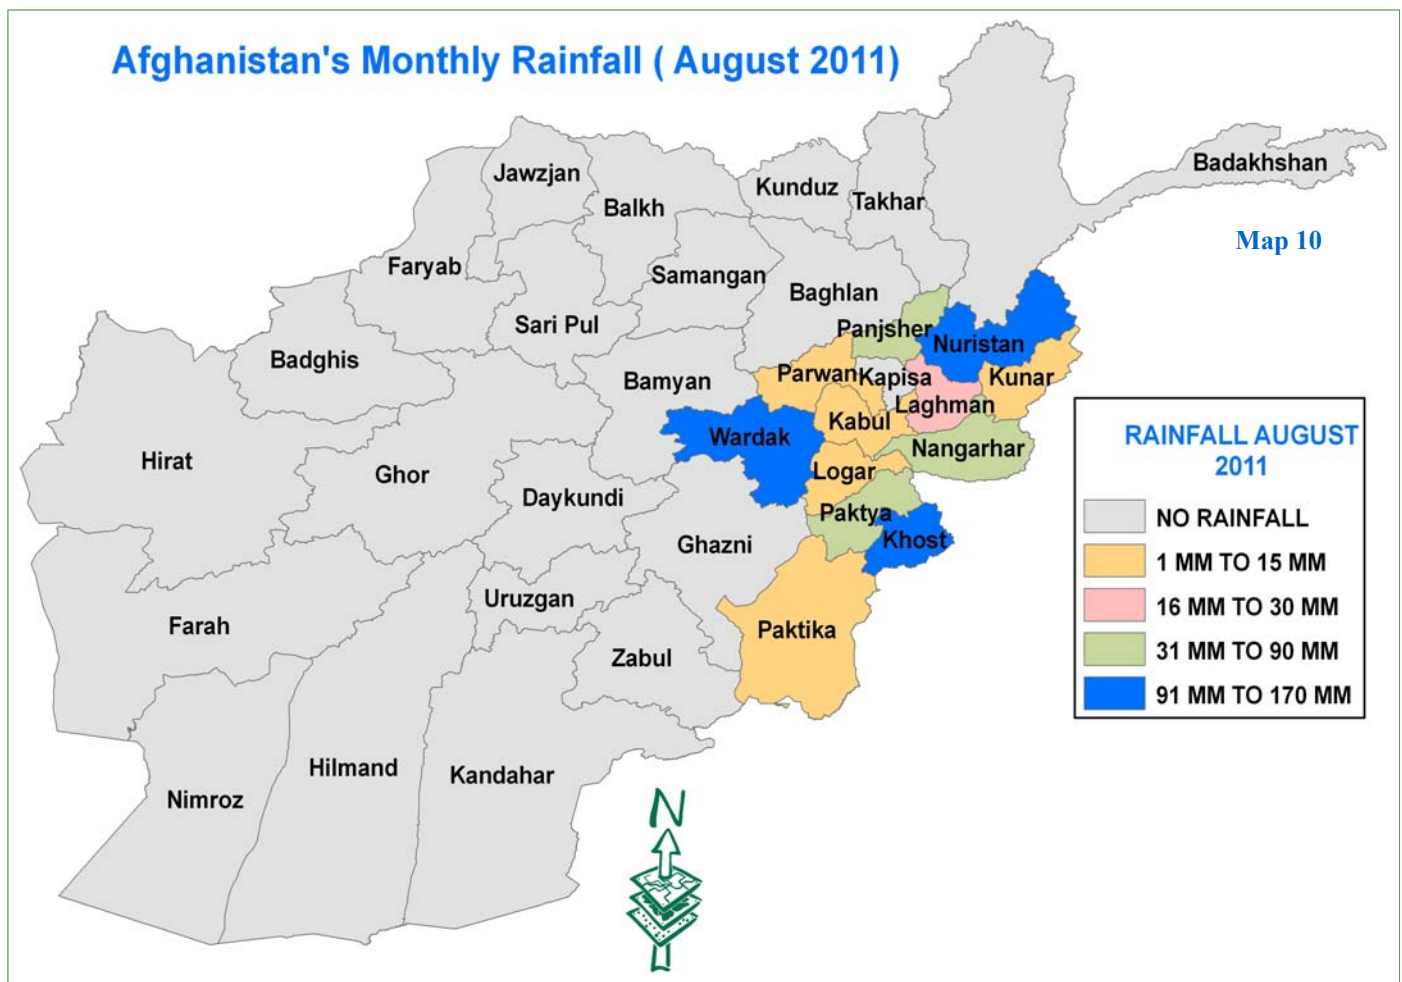 Afghanistan's Monthly Rainfall ( August 2011)
Badakhshan
Jawzjan
Kunduz
Takhar
Balkh
Map 10
Faryab
Samangan
Baghlan
Sari Pul
Panjsher
Nuristan
Badghis
Bamyan
Parwan
Kapisa
Kunar
Laghman
Kabul
Wardak
Nangarhar
Hirat
Ghor
Logar
Daykundi
Paktya
Khost
Ghazni
Uruzgan
Farah
Paktika
Zabul
Hilmand
Kandahar
Nimroz
RAINFALL AUGUST
2011
NO RAINFALL
1 MM TO 15 MM
16 MM TO 30 MM
31 MM TO 90 MM
91 MM TO 170 MM
N